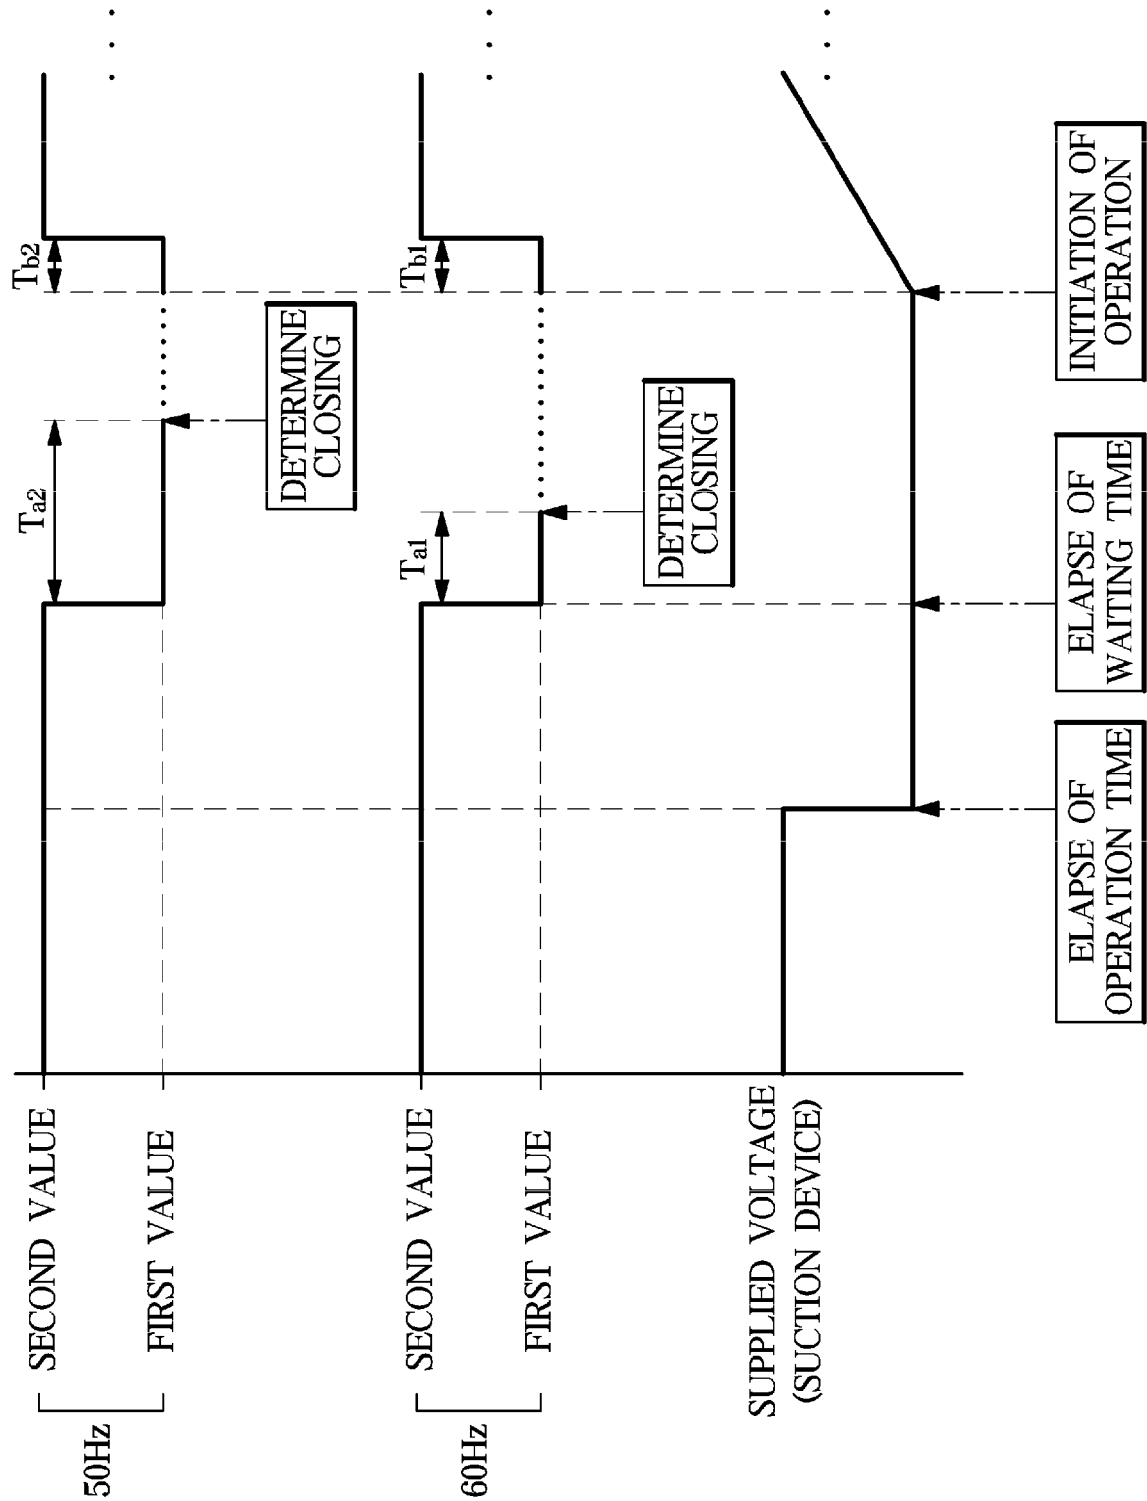 50Hz
SECOND VALUE
FIRST VALUE
Ta2
Tb2
DETERMINE
CLOSING
60Hz
SECOND VALUE
FIRST VALUE
Ta1
Tb1
DETERMINE
CLOSING
SUPPLIED VOLTAGE
(SUCTION DEVICE)
ELAPSE OF
OPERATION TIME
ELAPSE OF
WAITING TIME
INITIATION OF
OPERATION